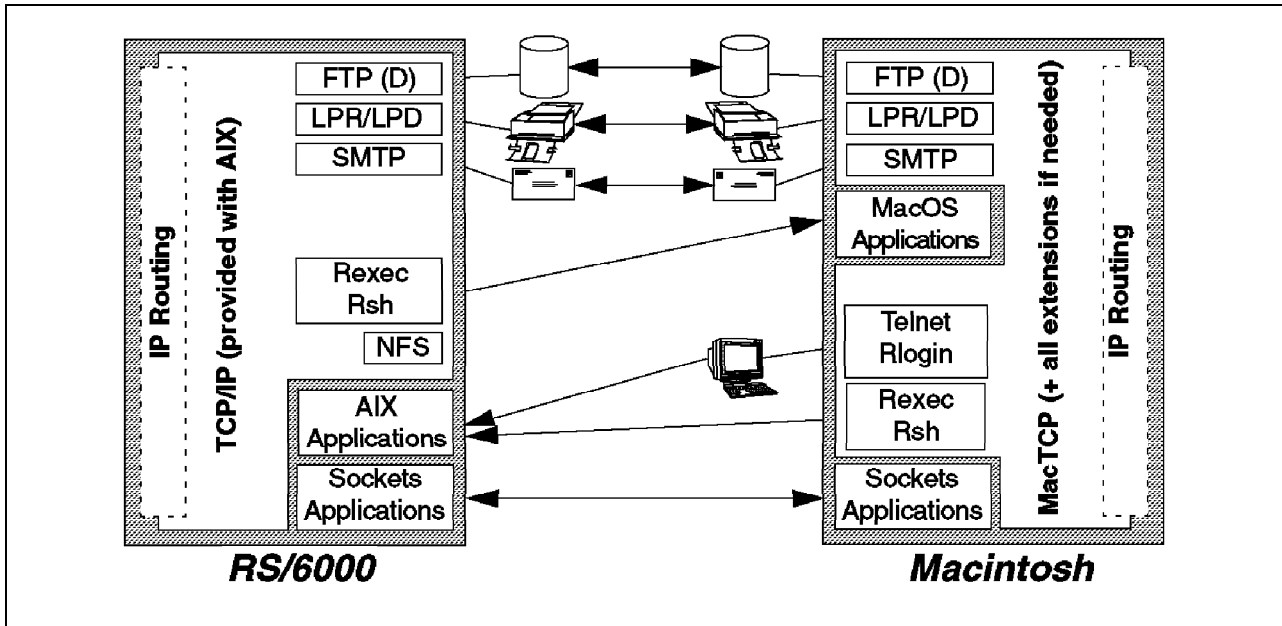 IP Routing
TCP/IP (provided with AIX)
FTP (D)
LPR/LPD
SMTP
Rexec
Rsh
NFS
AIX
Applications
Sockets
Applications
RS/6000
FTP (D)
LPR/LPD
SMTP
MacOS
Applications
Telnet
Rlogin
Rexec
Rsh
Sockets
Applications
MacTCP (+ all extensions if needed)
IP Routing
Macintosh